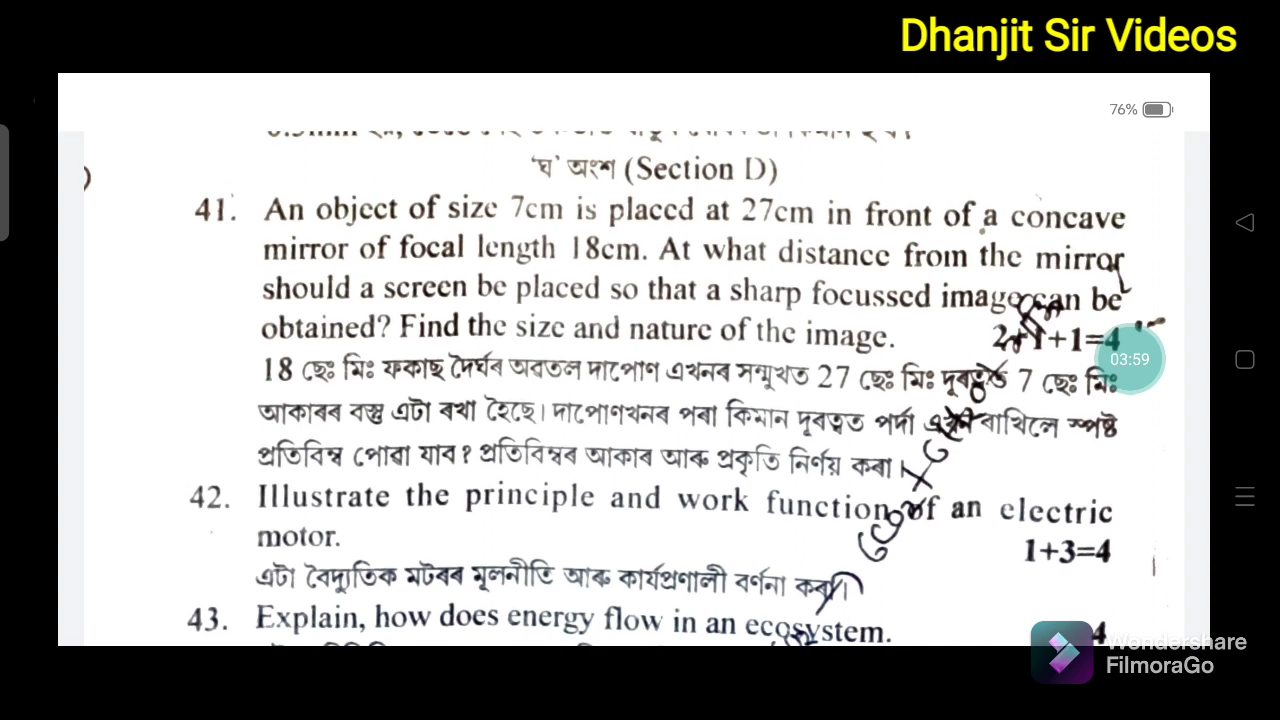 Dhanjit Sir Videos
76%
'ঘ' অংশ (Section D)
41. An object of size 7cm is placed at 27cm in front of a concave
mirror of focal length 18cm. At what distance from the mirror
should a screen be placed so that a sharp focussed image can be
obtained? Find the size and nature of the image. 2+1+1=4
03:59
18 ছেঃ মিঃ ফকাছ দৈৰ্ঘৰ অৱতল দাপোণ এখনৰ সন্মুখত 27 ছেঃ মিঃ দূৰত্বত 7 ছেঃ মিঃ
আকাৰৰ বস্তু এটা ৰখা হৈছে। দাপোণখনৰ পৰা কিমান দূৰত্বত পৰ্দা এখন ৰাখিলে স্পষ্ট
প্ৰতিবিম্ব পোৱা যাব? প্ৰতিবিম্বৰ আকাৰ আৰু প্ৰকৃতি নিৰ্ণয় কৰা।
42. Illustrate the principle and work function of an electric
motor. 1+3=4
এটা বৈদ্যুতিক মটৰৰ মূলনীতি আৰু কাৰ্যপ্ৰণালী বৰ্ণনা কৰা।
43. Explain, how does energy flow in an ecosystem. 4
Wondershare
FilmoraGo